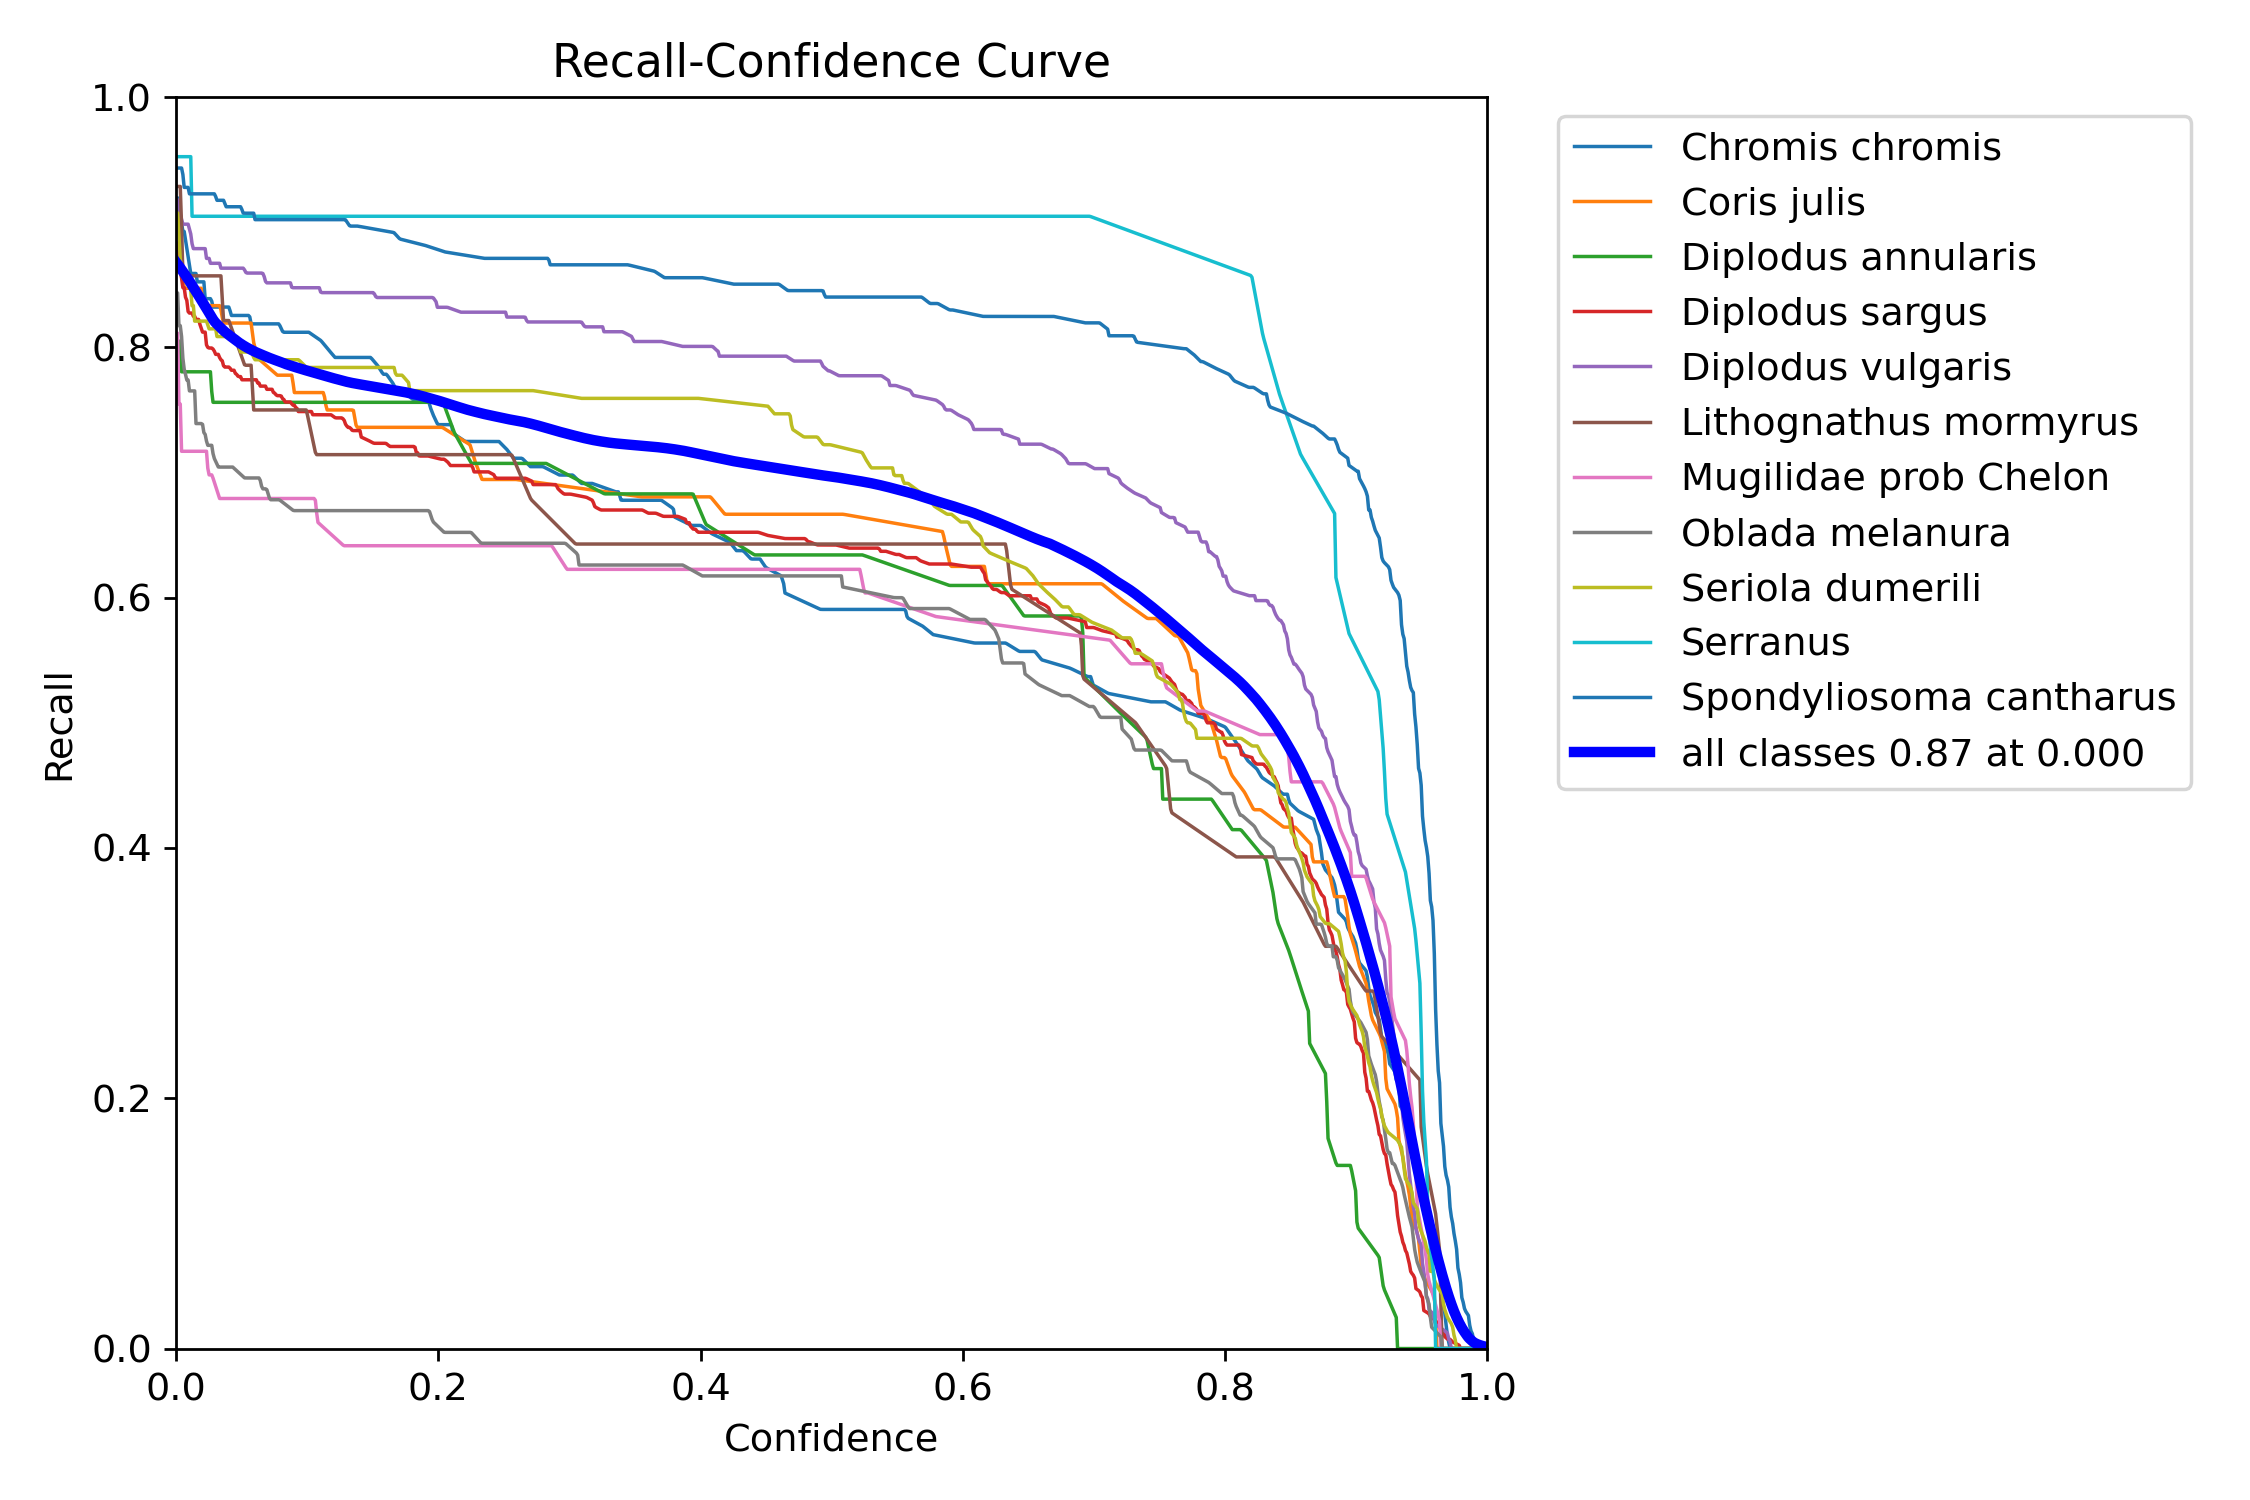 Recall-Confidence Curve
1.0
0.8
0.6
0.4
0.2
0.0
Recall
0.0 0.2 0.4 0.6 0.8 1.0
Confidence
Chromis chromis
Coris julis
Diplodus annularis
Diplodus sargus
Diplodus vulgaris
Lithognathus mormyrus
Mugilidae prob Chelon
Oblada melanura
Seriola dumerili
Serranus
Spondyliosoma cantharus
all classes 0.87 at 0.000